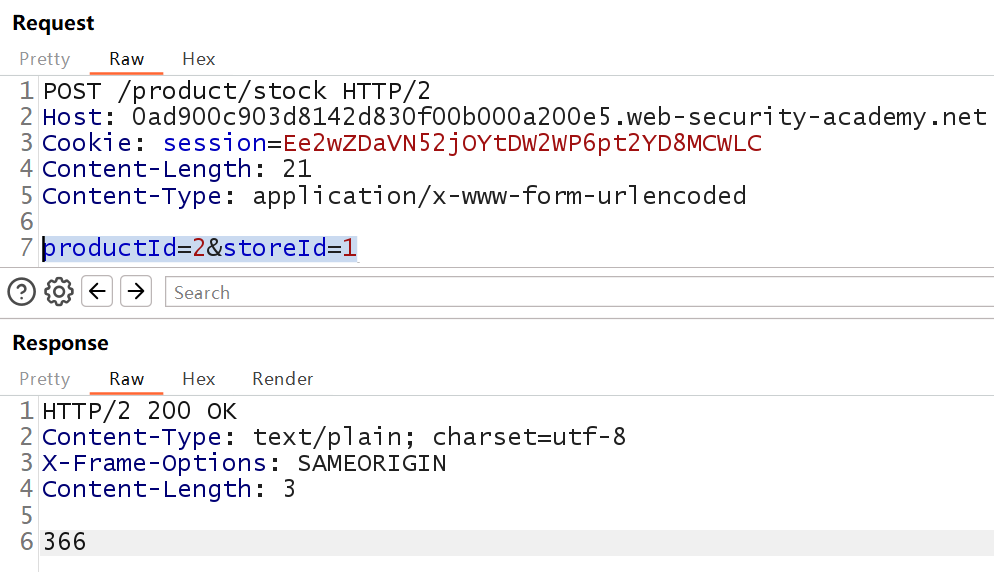 Request
Pretty Raw Hex
1 POST /product/stock HTTP/2
2 Host: 0ad900c903d8142d830f00b000a200e5.web-security-academy.net
3 Cookie: session=Ee2wZDaVN52jOYtDW2WP6pt2YD8MCWLC
4 Content-Length: 21
5 Content-Type: application/x-www-form-urlencoded
6
7 productId=2&storeId=1
Search
Response
Pretty Raw Hex Render
1 HTTP/2 200 OK
2 Content-Type: text/plain; charset=utf-8
3 X-Frame-Options: SAMEORIGIN
4 Content-Length: 3
5
6 366